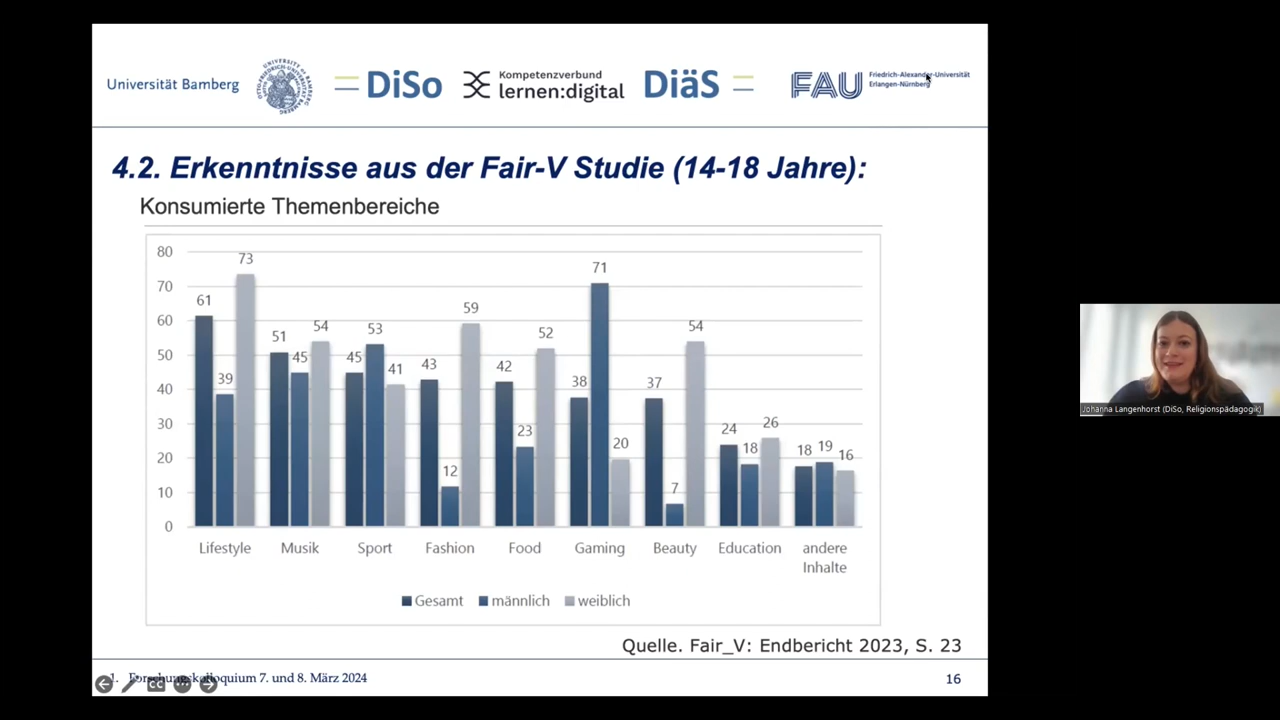 Universität Bamberg
DiSo
Kompetenzverbund
lernen:digital
DiäS
FAU
Friedrich-Alexander-Universität
Erlangen-Nürnberg
4.2. Erkenntnisse aus der Fair-V Studie (14-18 Jahre):
Konsumierte Themenbereiche
80
70
60
50
40
30
20
10
0
61 39 73
51 45 54
45 53 41
43 12 59
42 23 52
38 71 20
37 7 54
24 18 26
18 19 16
Lifestyle Musik Sport Fashion Food Gaming Beauty Education andere
Inhalte
Gesamt männlich weiblich
Quelle. Fair_V: Endbericht 2023, S. 23
1. Forschungskolloquium 7. und 8. März 2024
16
CC
Johanna Langenhorst (DiSo, Religionspädagogik)